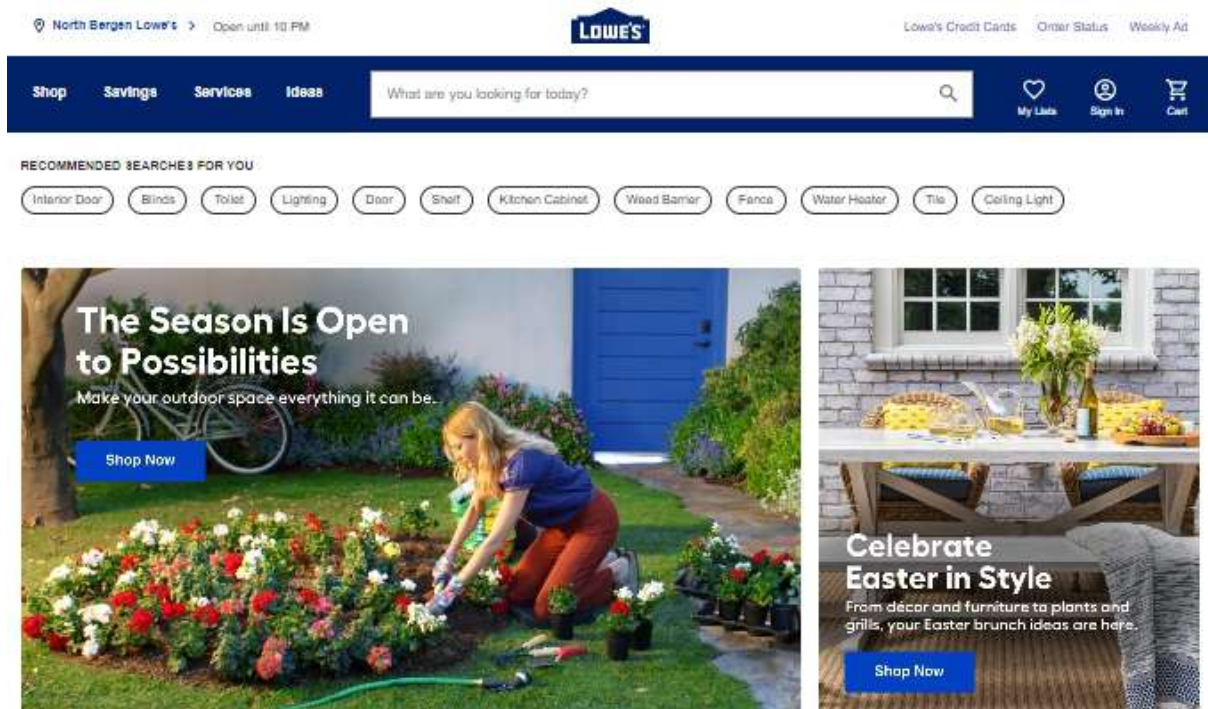 North Bergen Lowe's > Open until 10 PM
LOWE'S
Lowe's Credit Cards Order Status Weekly Ad
Shop Savings Services Ideas
What are you looking for today?
My Lists Sign In Cart
RECOMMENDED SEARCHES FOR YOU
Interior Door Blinds Toilet Lighting Door Shelf Kitchen Cabinet Weed Barrier Fence Water Heater Tile Ceiling Light
The Season Is Open
to Possibilities
Make your outdoor space everything it can be.
Shop Now
Celebrate
Easter in Style
From décor and furniture to plants and
grills, your Easter brunch ideas are here.
Shop Now